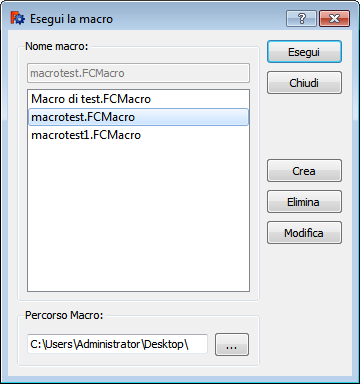 Esegui la macro
Nome macro:
macrotest.FCMacro
Macro di test.FCMacro
macrotest.FCMacro
macrotest1.FCMacro
Esegui
Chiudi
Crea
Elimina
Modifica
Percorso Macro:
C:\Users\Administrator\Desktop\
...